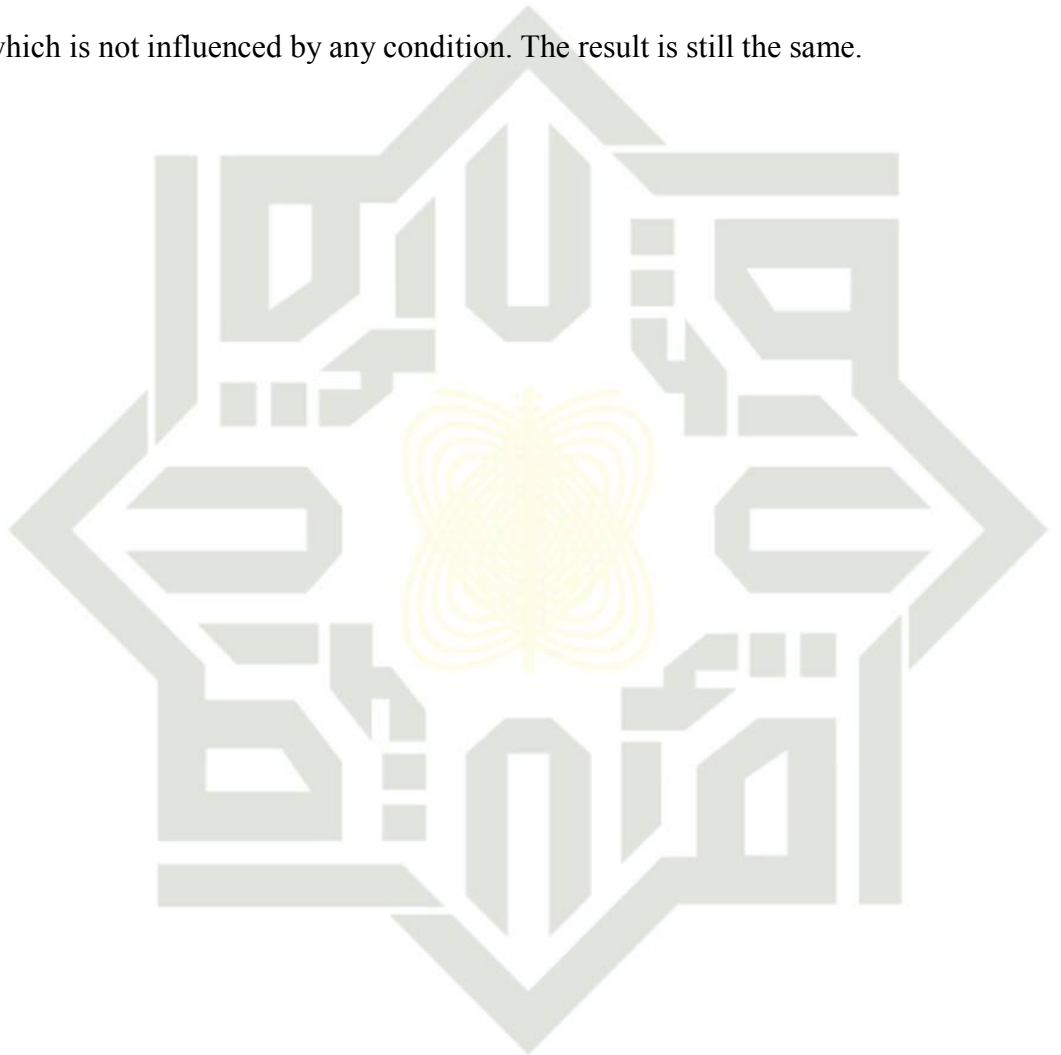 which is not influenced by any condition. The result is still the same.